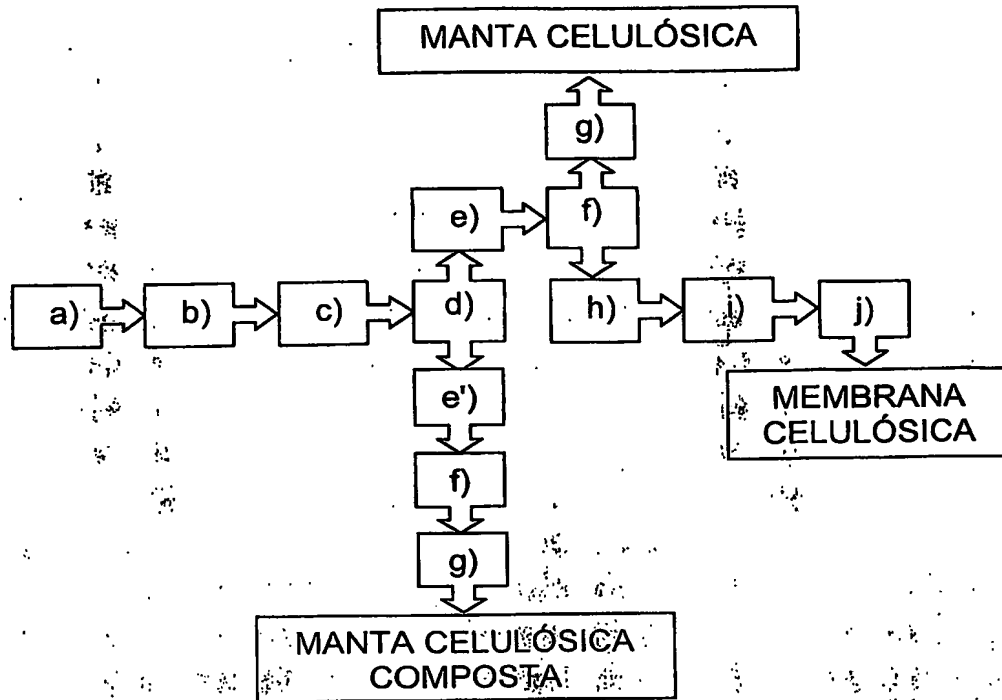 MANTA CELULÓSICA
g)
e)
f)
a)
b)
c)
d)
h)
i)
j)
e')
MEMBRANA
CELULÓSICA
f)
g)
MANTA CELULÓSICA
COMPOSTA